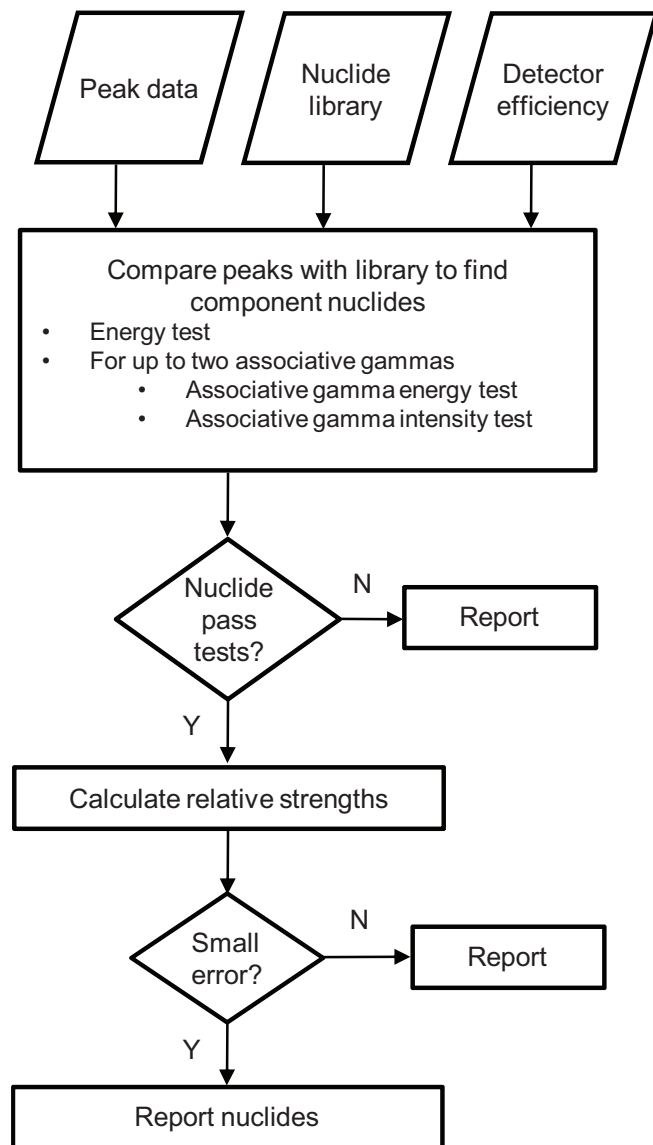 Peak data
Nuclide
library
Detector
efficiency
Compare peaks with library to find
component nuclides
• Energy test
• For up to two associative gammas
• Associative gamma energy test
• Associative gamma intensity test
Nuclide
pass
tests?
N
Report
Y
Calculate relative strengths
Small
error?
N
Report
Y
Report nuclides